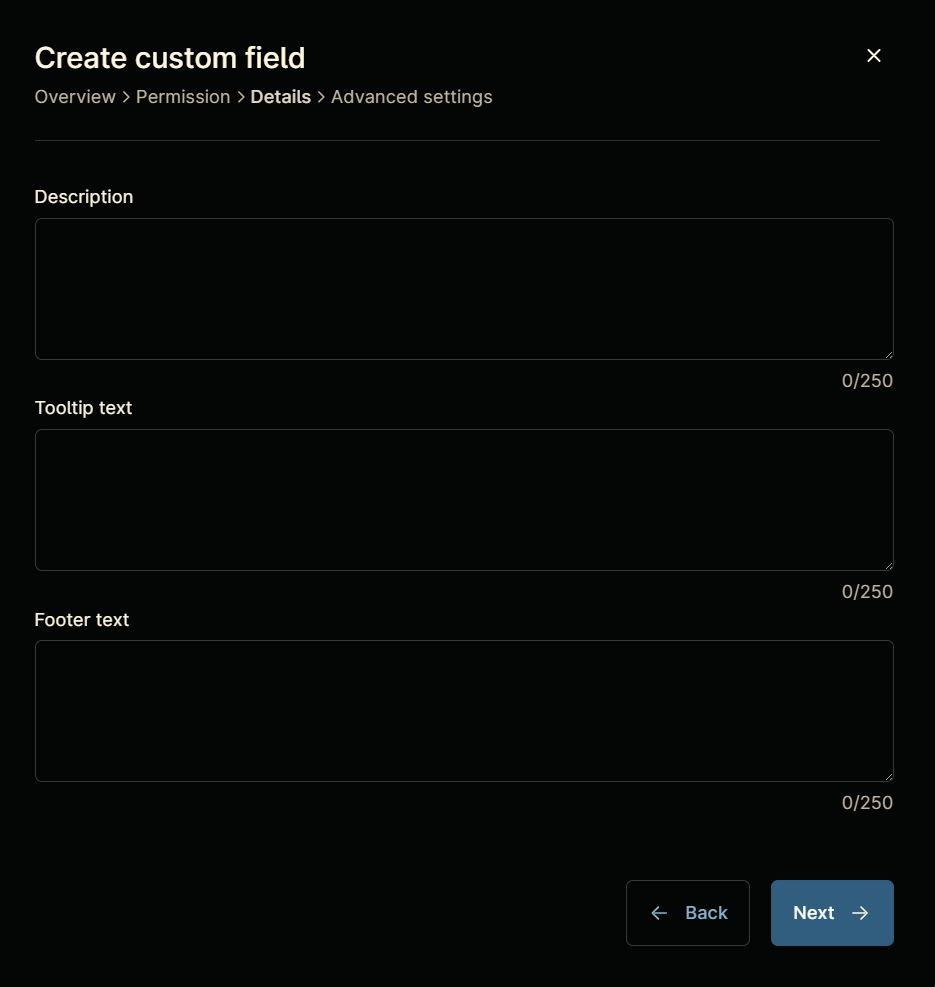 Create custom field
Overview > Permission > Details > Advanced settings
Description
0/250
Tooltip text
0/250
Footer text
0/250
Back
Next